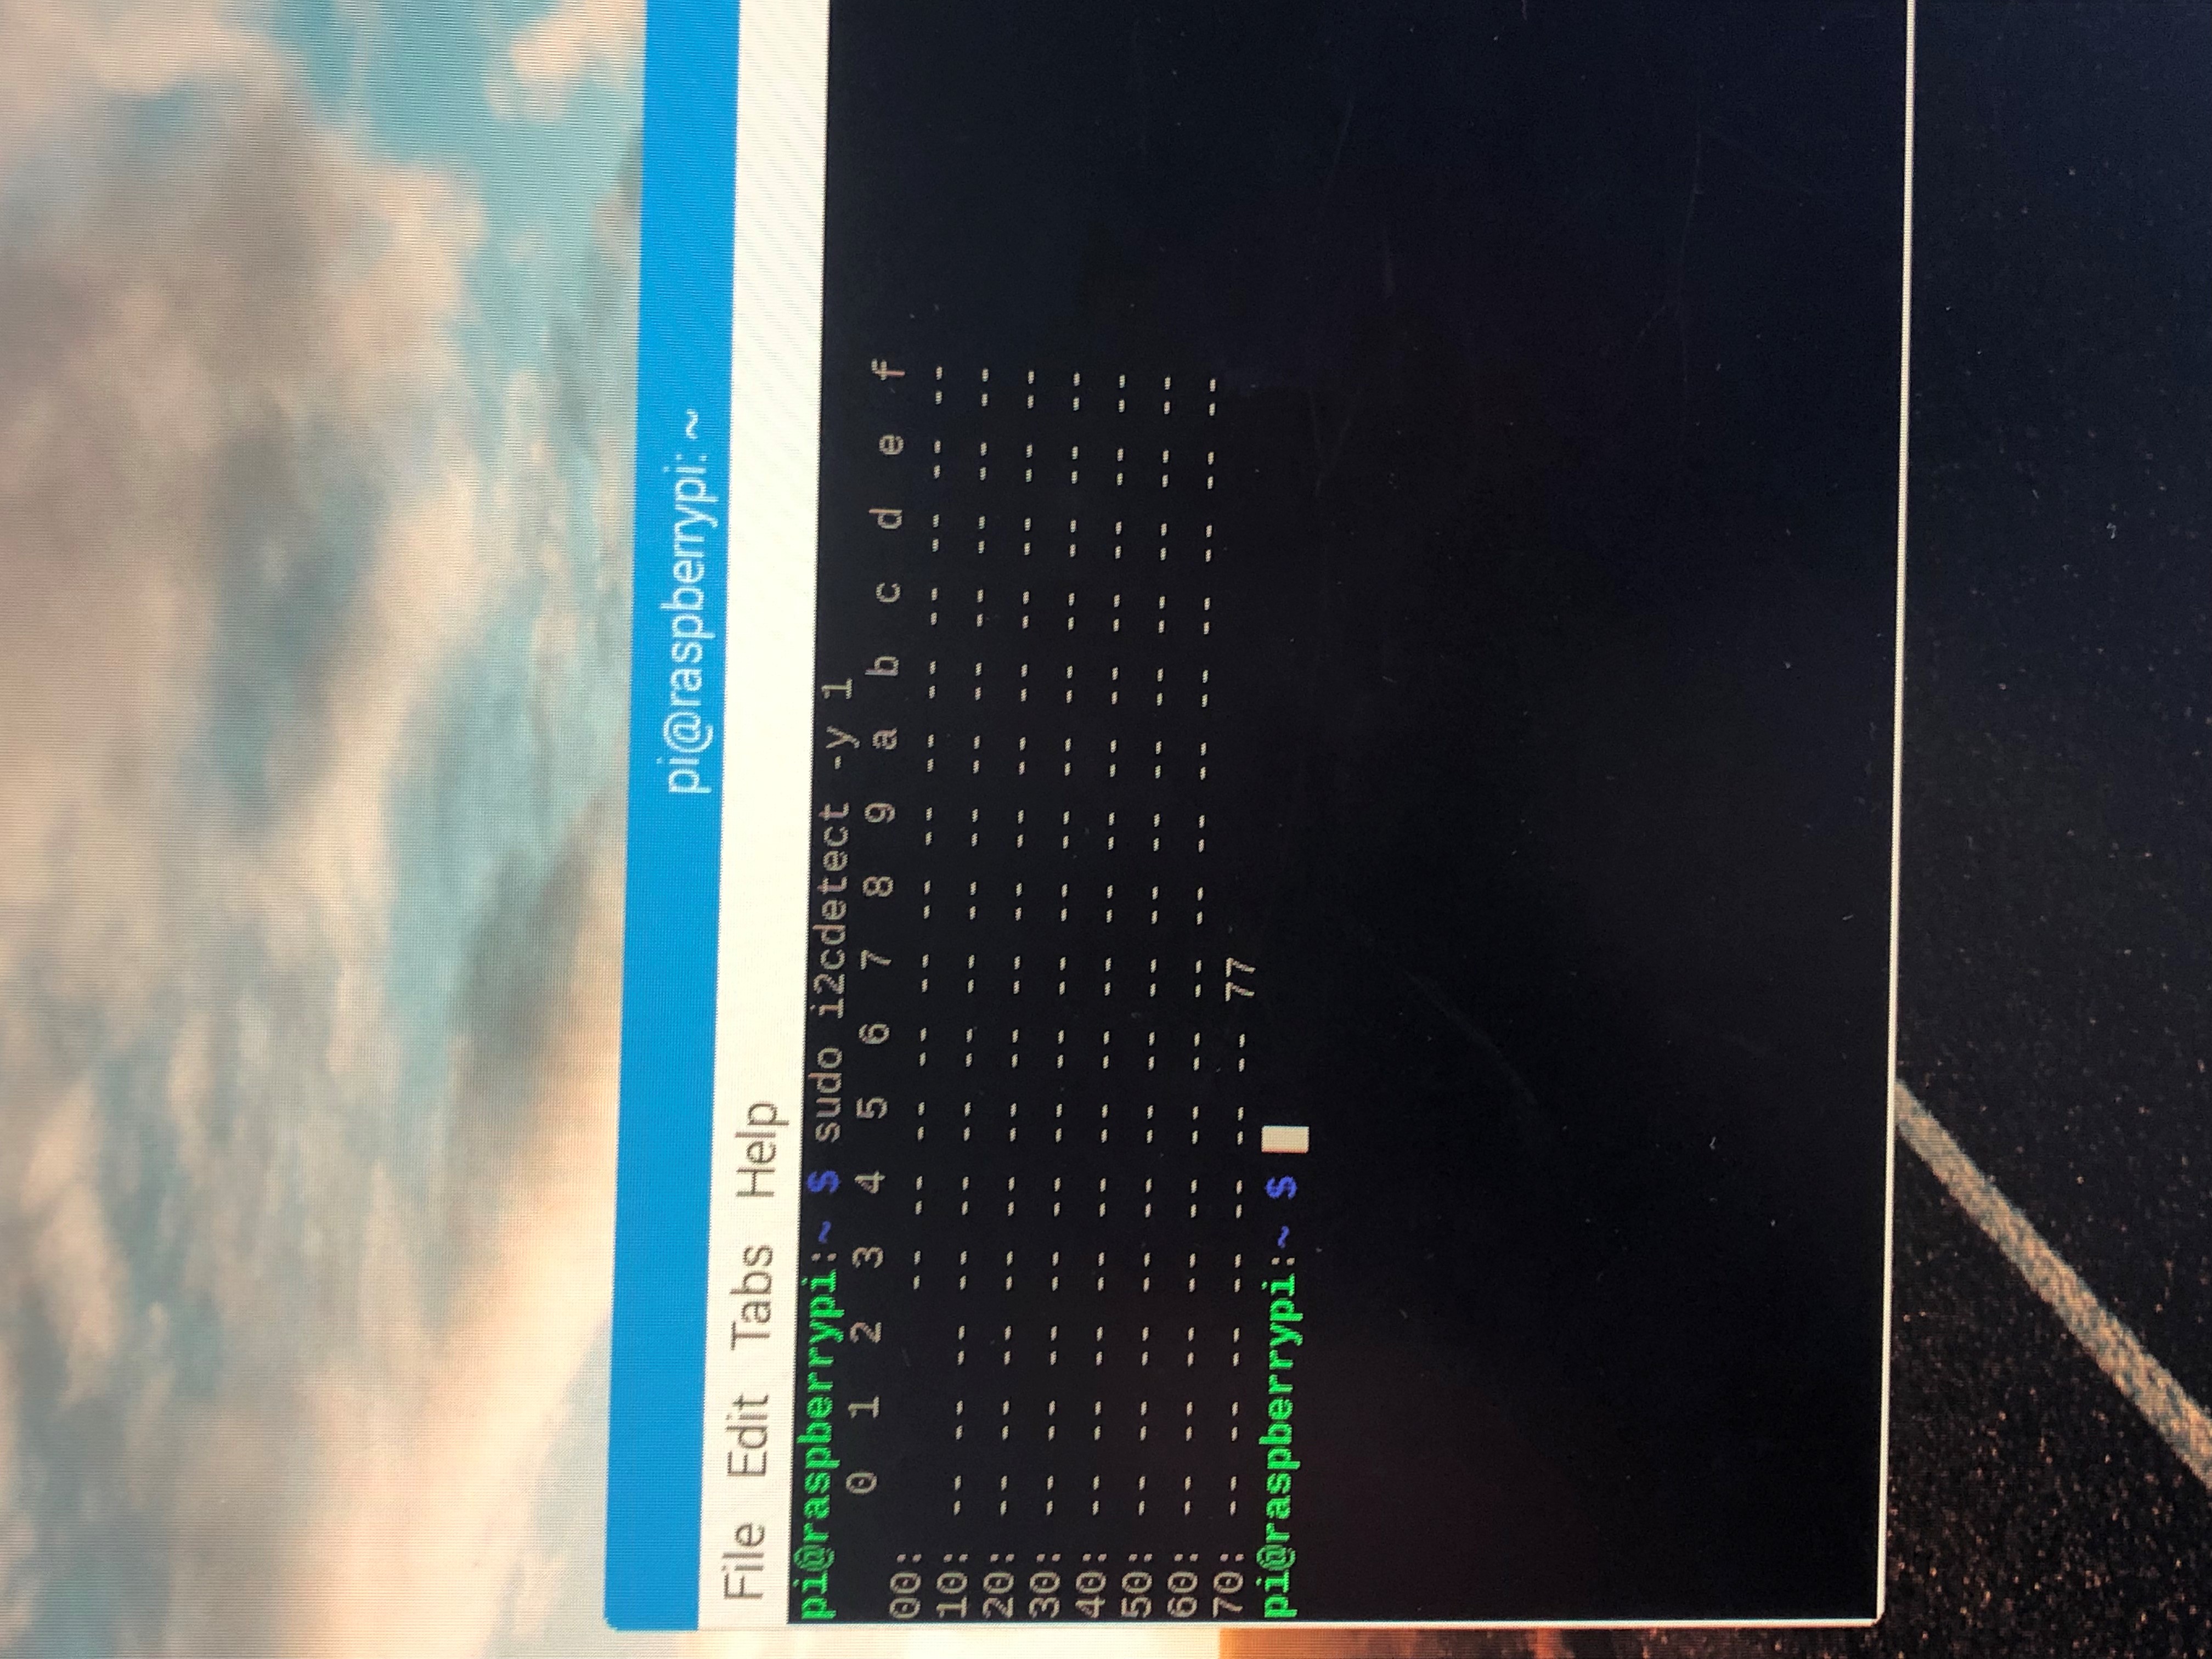 pi@raspberrypi: ~
File Edit Tabs Help
pi@raspberrypi:~ $ sudo i2cdetect -y 1
     0  1  2  3  4  5  6  7  8  9  a  b  c  d  e  f
00:          -- -- -- -- -- -- -- -- -- -- -- -- --
10: -- -- -- -- -- -- -- -- -- -- -- -- -- -- -- --
20: -- -- -- -- -- -- -- -- -- -- -- -- -- -- -- --
30: -- -- -- -- -- -- -- -- -- -- -- -- -- -- -- --
40: -- -- -- -- -- -- -- -- -- -- -- -- -- -- -- --
50: -- -- -- -- -- -- -- -- -- -- -- -- -- -- -- --
60: -- -- -- -- -- -- -- -- -- -- -- -- -- -- -- --
70: -- -- -- -- -- -- -- 77
pi@raspberrypi:~ $